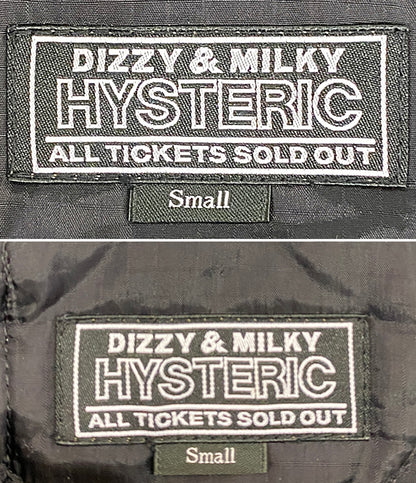 DIZZY & MILKY
HYSTERIC
ALL TICKETS SOLD OUT
Small
DIZZY & MILKY
HYSTERIC
ALL TICKETS SOLD OUT
Small